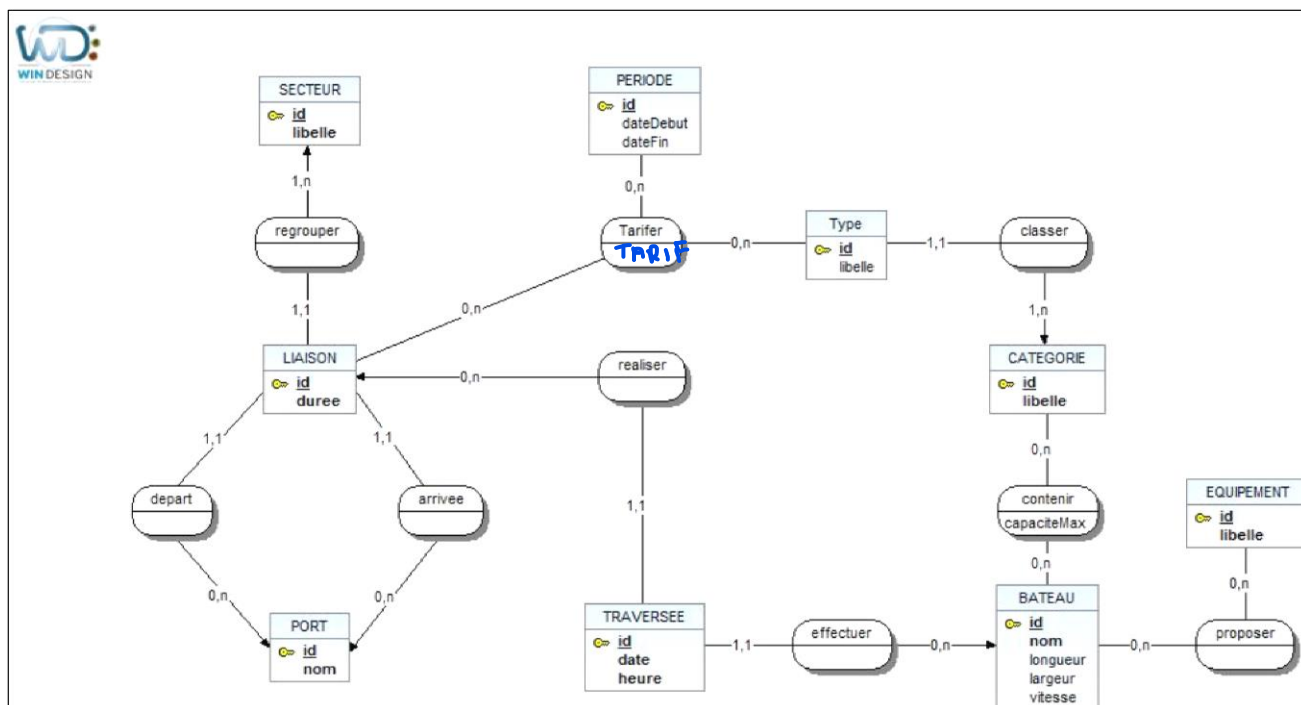 WD
WIN DESIGN
SECTEUR
id
libelle
PERIODE
id
dateDebut
dateFin
1,n
0,n
regrouper
Tarifer
TARIF
0,n
Type
id
libelle
1,1
classer
1,1
0,n
1,n
LIAISON
id
duree
0,n
realiser
CATEGORIE
id
libelle
1,1
1,1
0,n
depart
arrivee
1,1
contenir
capaciteMax
EQUIPEMENT
id
libelle
0,n
0,n
0,n
0,n
PORT
id
nom
TRAVERSEE
id
date
heure
1,1
effectuer
0,n
BATEAU
id
nom
longueur
largeur
vitesse
0,n
proposer